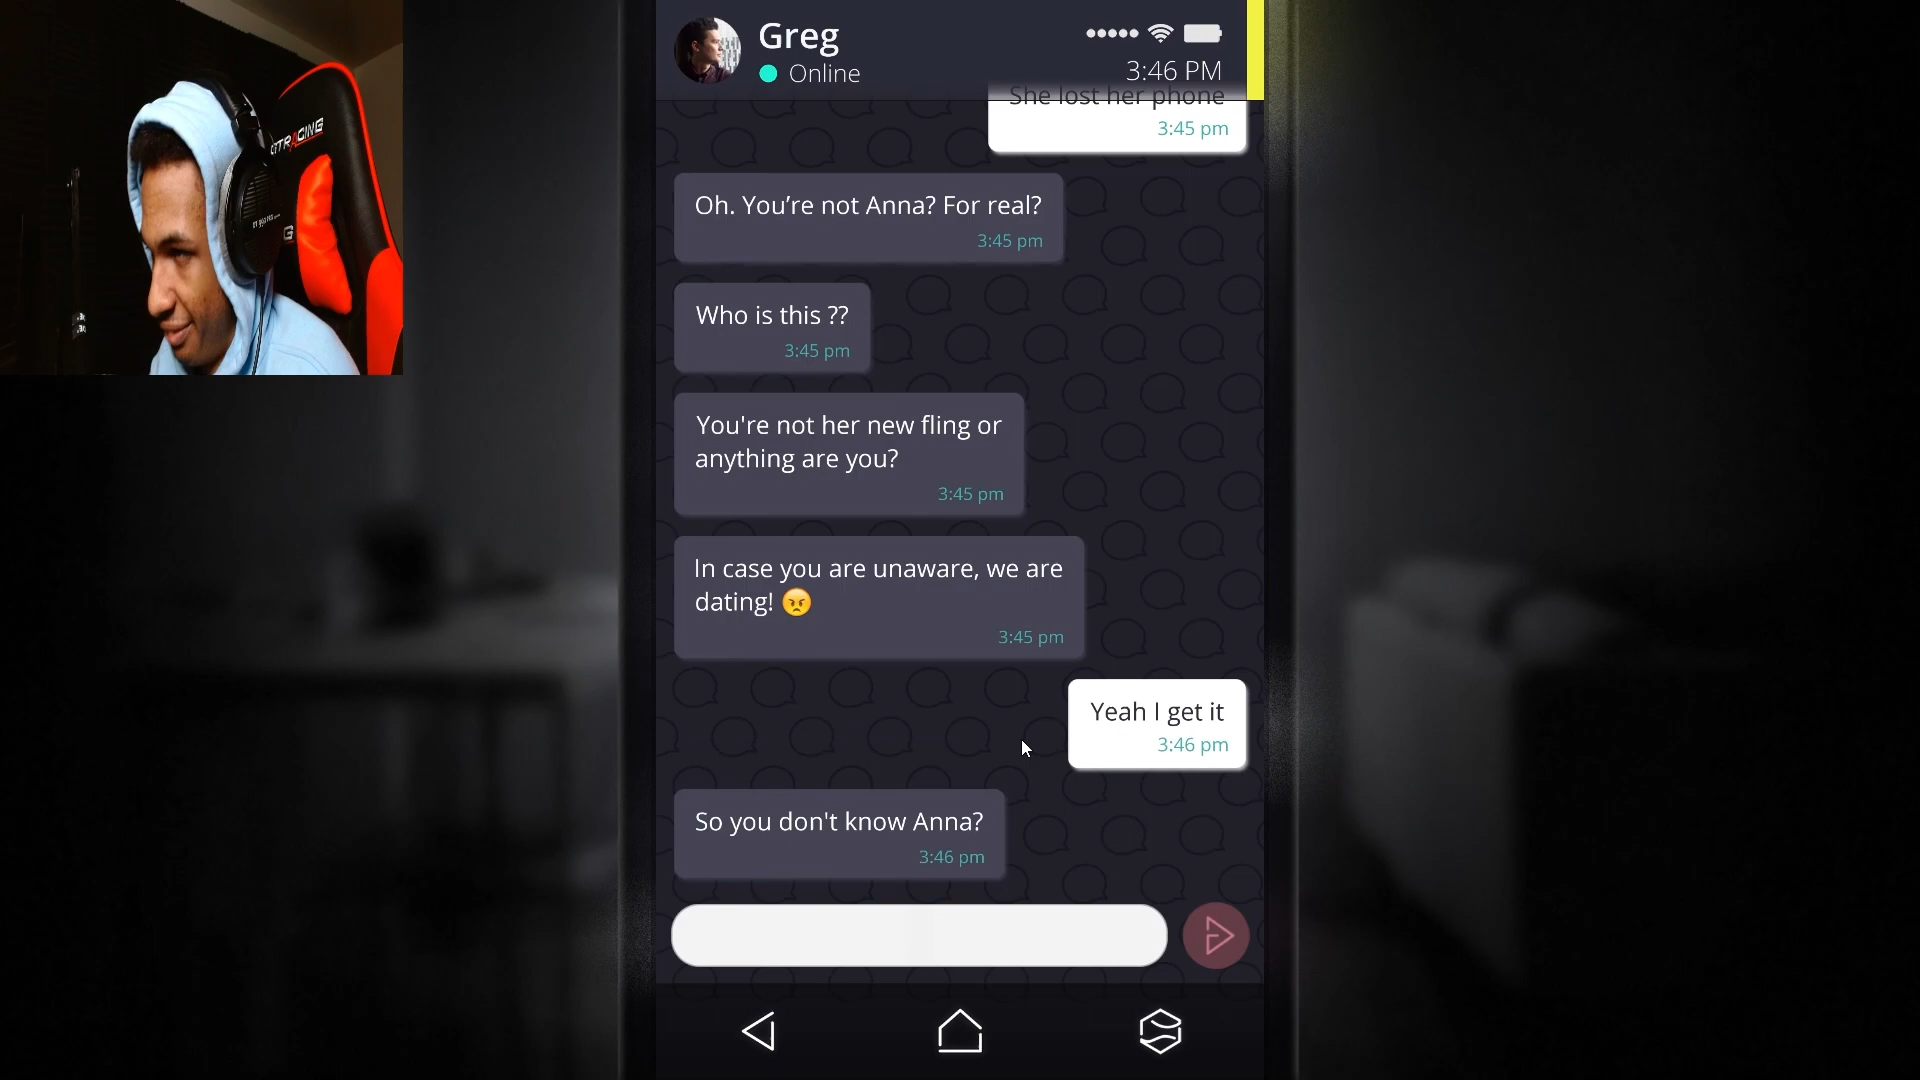 Greg
Online
3:46 PM
She lost her phone
3:45 pm
Oh. You’re not Anna? For real?
3:45 pm
Who is this ??
3:45 pm
You're not her new fling or
anything are you?
3:45 pm
In case you are unaware, we are
dating! 😠
3:45 pm
Yeah I get it
3:46 pm
So you don't know Anna?
3:46 pm